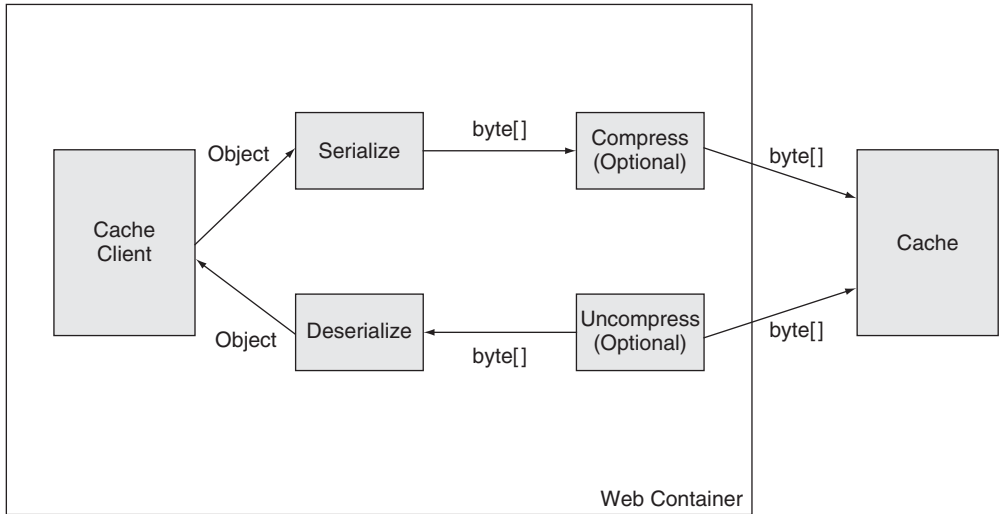 Object
Serialize
byte[]
Compress
(Optional)
byte[]
Cache
Client
Cache
Object
Deserialize
byte[]
Uncompress
(Optional)
byte[]
Web Container